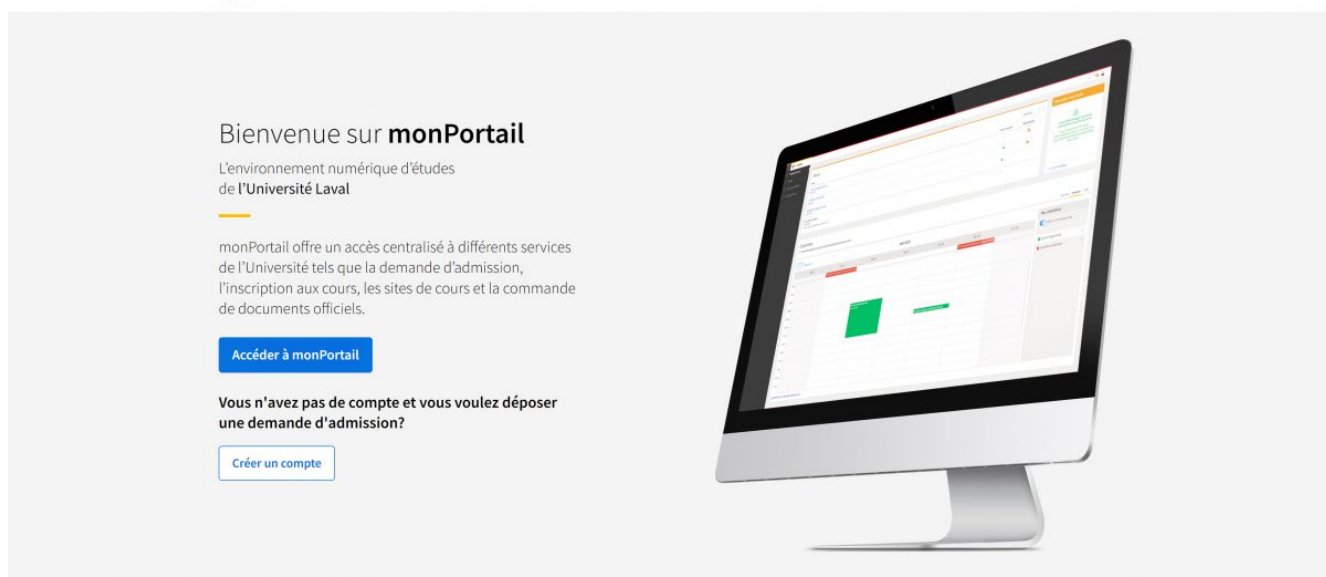 Bienvenue sur monPortail
L'environnement numérique d'études
de l'Université Laval
monPortail offre un accès centralisé à différents services
de l'Université tels que la demande d'admission,
l'inscription aux cours, les sites de cours et la commande
de documents officiels.
Accéder à monPortail
Vous n'avez pas de compte et vous voulez déposer
une demande d'admission?
Créer un compte